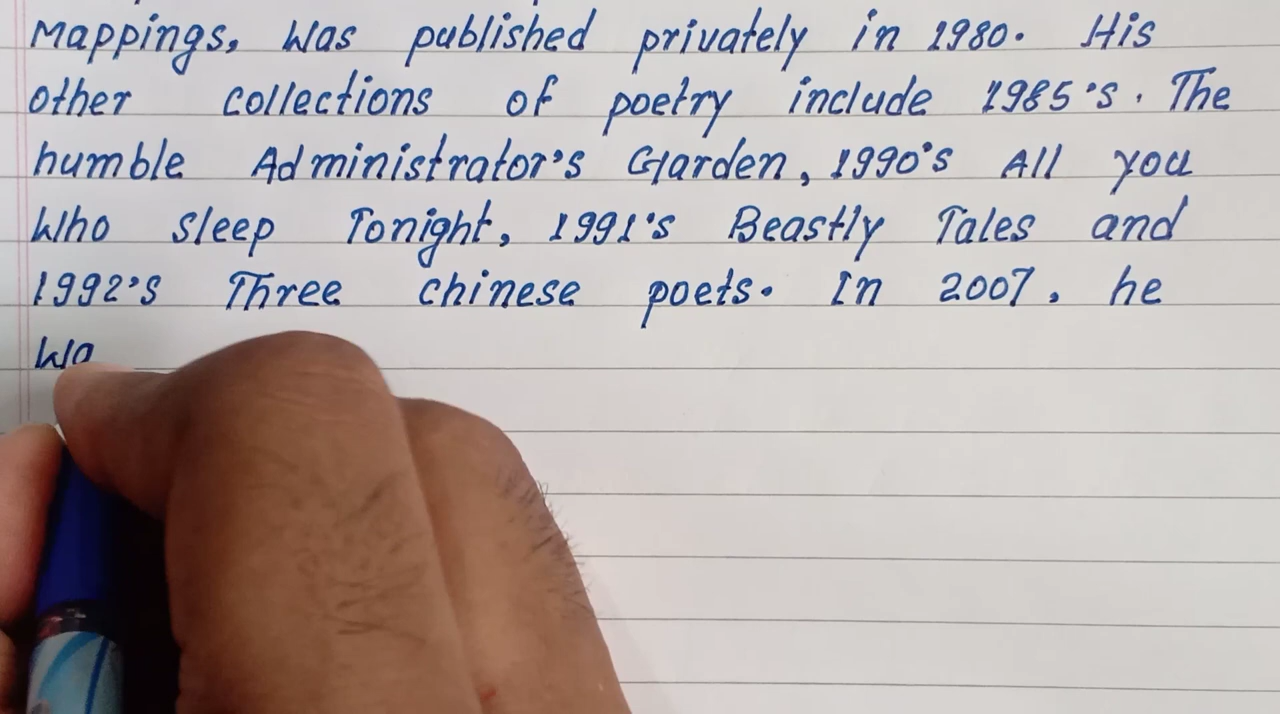 Mappings, was published privately in 1980. His
other collections of poetry include 1985's. The
humble Administrator's Garden, 1990's All you
Who sleep Tonight, 1991's Beastly Tales and
1992's Three chinese poets. In 2007, he
wa